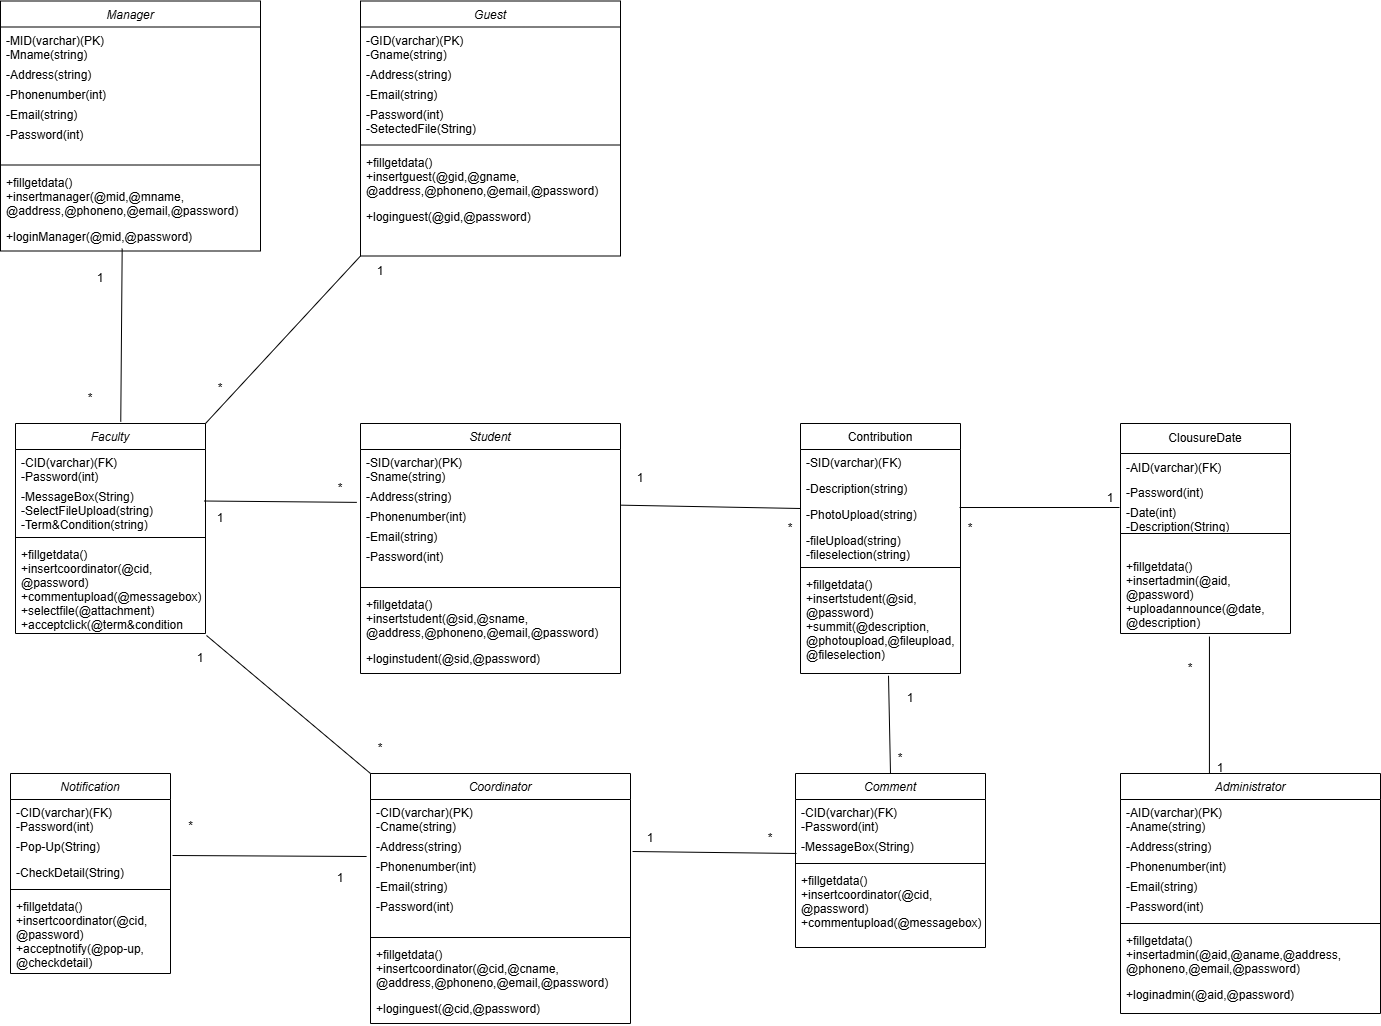 Manager
-MID(varchar)(PK)
-Mname(string)
-Address(string)
-Phonenumber(int)
-Email(string)
-Password(int)
+fillgetdata()
+insertmanager(@mid,@mname,
@address,@phoneno,@email,@password)
+loginManager(@mid,@password)
1
*
Guest
-GID(varchar)(PK)
-Gname(string)
-Address(string)
-Email(string)
-Password(int)
-SetectedFile(String)
+fillgetdata()
+insertguest(@gid,@gname,
@address,@phoneno,@email,@password)
+loginguest(@gid,@password)
1
*
Faculty
-CID(varchar)(FK)
-Password(int)
-MessageBox(String)
-SelectFileUpload(string)
-Term&Condition(string)
+fillgetdata()
+insertcoordinator(@cid,
@password)
+commentupload(@messagebox)
+selectfile(@attachment)
+acceptclick(@term&condition
1
*
Student
-SID(varchar)(PK)
-Sname(string)
-Address(string)
-Phonenumber(int)
-Email(string)
-Password(int)
+fillgetdata()
+insertstudent(@sid,@sname,
@address,@phoneno,@email,@password)
+loginstudent(@sid,@password)
1
*
Contribution
-SID(varchar)(FK)
-Description(string)
-PhotoUpload(string)
-fileUpload(string)
-fileselection(string)
+fillgetdata()
+insertstudent(@sid,
@password)
+summit(@description,
@photoupload,@fileupload,
@fileselection)
*
1
ClousureDate
-AID(varchar)(FK)
-Password(int)
-Date(int)
-Description(String)
+fillgetdata()
+insertadmin(@aid,
@password)
+uploadannounce(@date,
@description)
1
*
1
*
*
1
Notification
-CID(varchar)(FK)
-Password(int)
-Pop-Up(String)
-CheckDetail(String)
+fillgetdata()
+insertcoordinator(@cid,
@password)
+acceptnotify(@pop-up,
@checkdetail)
*
1
Coordinator
-CID(varchar)(PK)
-Cname(string)
-Address(string)
-Phonenumber(int)
-Email(string)
-Password(int)
+fillgetdata()
+insertcoordinator(@cid,@cname,
@address,@phoneno,@email,@password)
+loginguest(@cid,@password)
1
*
Comment
-CID(varchar)(FK)
-Password(int)
-MessageBox(String)
+fillgetdata()
+insertcoordinator(@cid,
@password)
+commentupload(@messagebox)
Administrator
-AID(varchar)(PK)
-Aname(string)
-Address(string)
-Phonenumber(int)
-Email(string)
-Password(int)
+fillgetdata()
+insertadmin(@aid,@aname,@address,
@phoneno,@email,@password)
+loginadmin(@aid,@password)